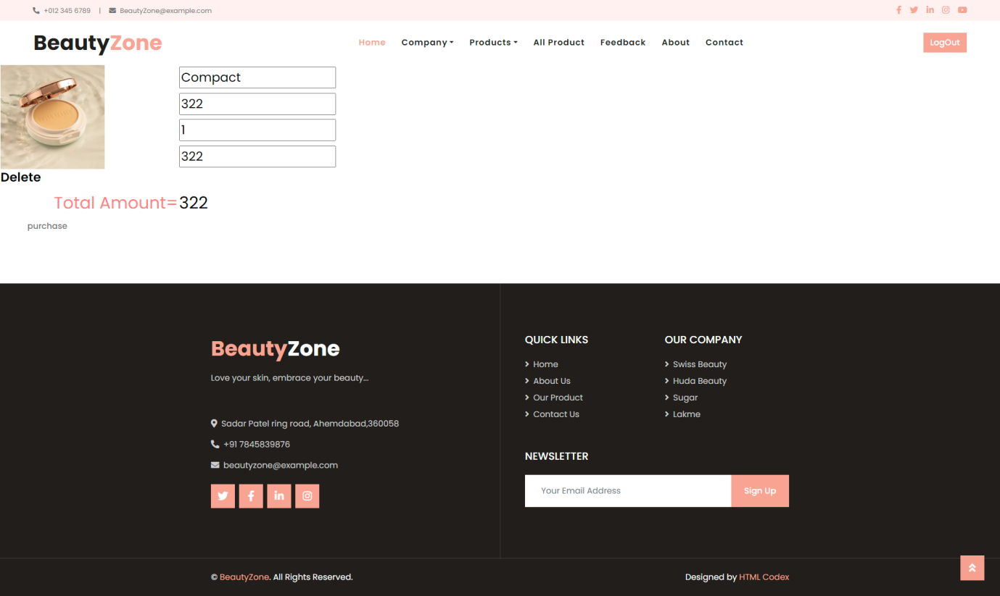 +012 345 6789 | BeautyZone@example.com
BeautyZone
Home Company Products All Product Feedback About Contact
LogOut
Compact
322
1
322
Delete
Total Amount= 322
purchase
BeautyZone
Love your skin, embrace your beauty...
Sadar Patel ring road, Ahemdabad,360058
+91 7845839876
beautyzone@example.com
QUICK LINKS
Home
About Us
Our Product
Contact Us
OUR COMPANY
Swiss Beauty
Huda Beauty
Sugar
Lakme
NEWSLETTER
Your Email Address Sign Up
© BeautyZone. All Rights Reserved.
Designed by HTML Codex